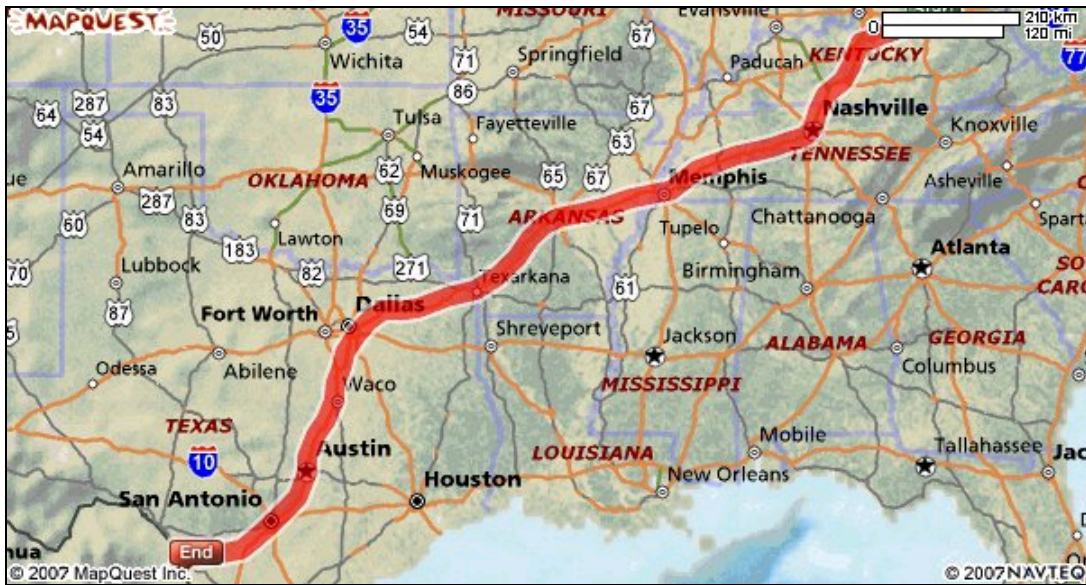 MAPQUEST
MISSOURI
Evansville
210 km
120 mi
35
54
50
67
71
KENTUCKY
77
Wichita
Springfield
Paducah
287
83
35
86
64
54
Tulsa
Fayetteville
67
Nashville
63
Knoxville
TENNESSEE
Amarillo
OKLAHOMA
62
Muskogee
65
67
Memphis
Asheville
287
83
69
71
ARKANSAS
Chattanooga
60
Lawton
Tupelo
183
Atlanta
70
Lubbock
82
271
Texarkana
61
Birmingham
87
Fort Worth
Dallas
Shreveport
Jackson
ALABAMA
GEORGIA
Odessa
Abilene
Waco
MISSISSIPPI
Columbus
TEXAS
Austin
LOUISIANA
Mobile
Tallahassee
10
San Antonio
Houston
New Orleans
End
© 2007 MapQuest Inc.
© 2007 NAVTEQ